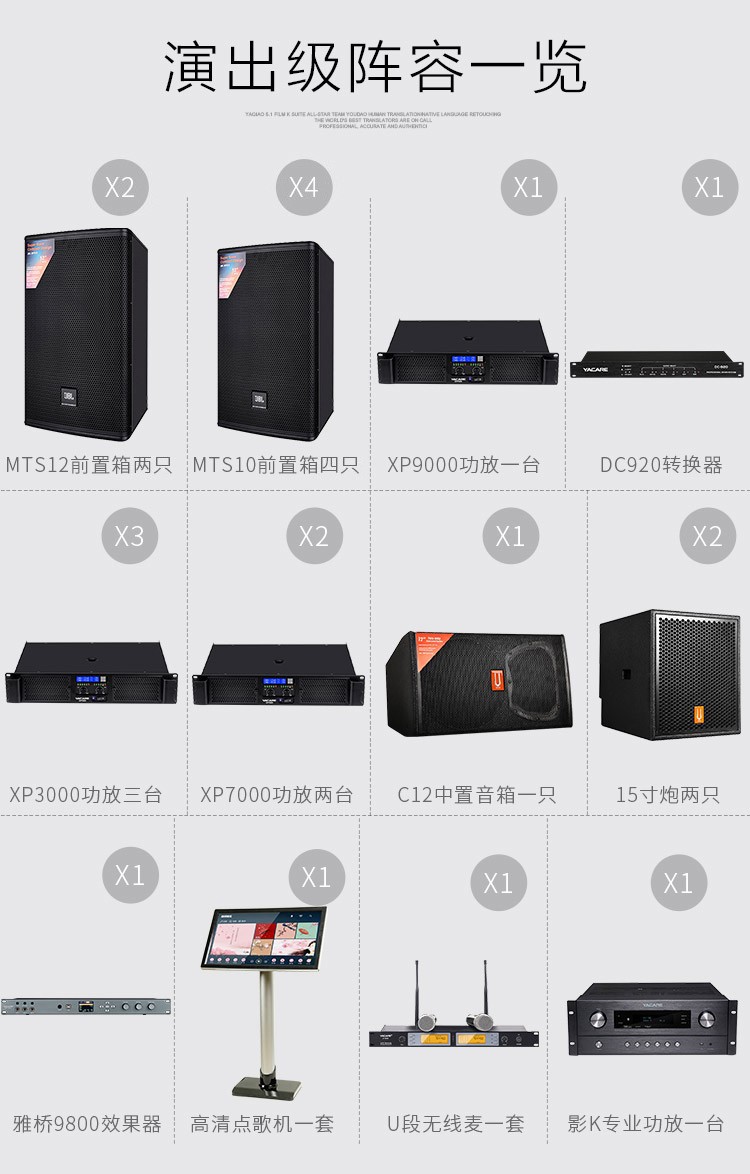 演出级阵容一览
YAQIAO 5.1 FILM K SUITE ALL-STAR TEAM YOUDAO HUMAN TRANSLATIONNATIVE LANGUAGE RETOUCHING
THE WORLD'S BEST TRANSLATORS ARE ON CALL
PROFESSIONAL, ACCURATE AND AUTHENTICI
X2
X4
X1
X1
JBL
JBL
YACARE
DC-920
MTS12前置箱两只
MTS10前置箱四只
XP9000功放一台
DC920转换器
X3
X2
X1
X2
XP3000功放三台
XP7000功放两台
C12中置音箱一只
15寸炮两只
X1
X1
X1
X1
YACARE
雅桥9800效果器
高清点歌机一套
U段无线麦一套
影K专业功放一台